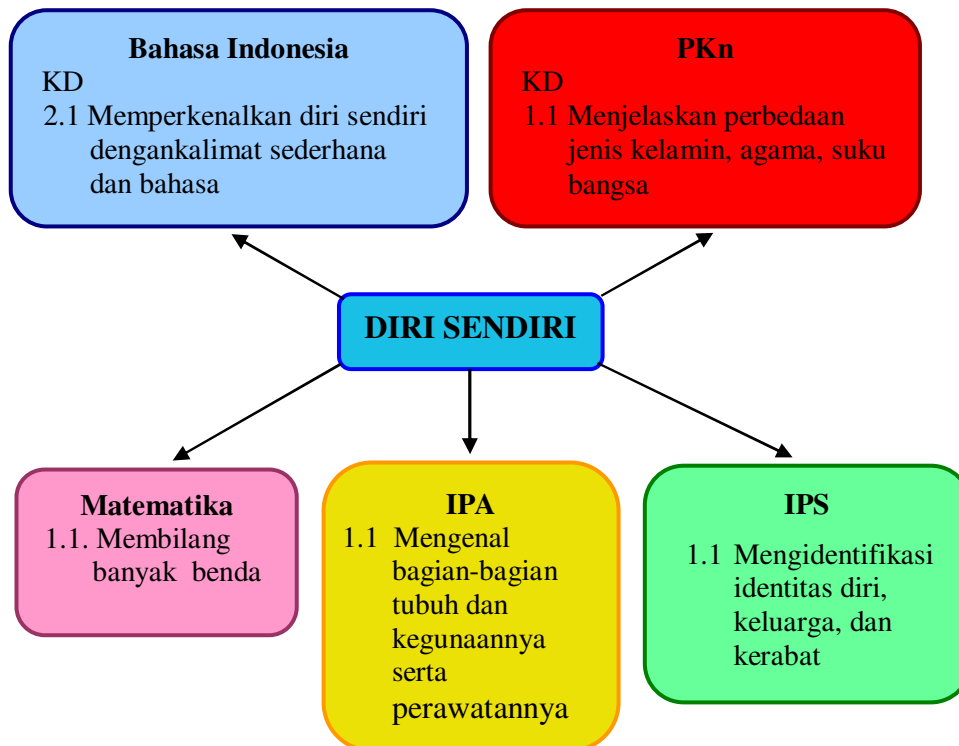 Bahasa Indonesia
KD
2.1 Memperkenalkan diri sendiri
dengankalimat sederhana
dan bahasa
PKn
KD
1.1 Menjelaskan perbedaan
jenis kelamin, agama, suku
bangsa
DIRI SENDIRI
Matematika
1.1. Membilang
banyak benda
IPA
1.1 Mengenal
bagian-bagian
tubuh dan
kegunaannya
serta
perawatannya
IPS
1.1 Mengidentifikasi
identitas diri,
keluarga, dan
kerabat